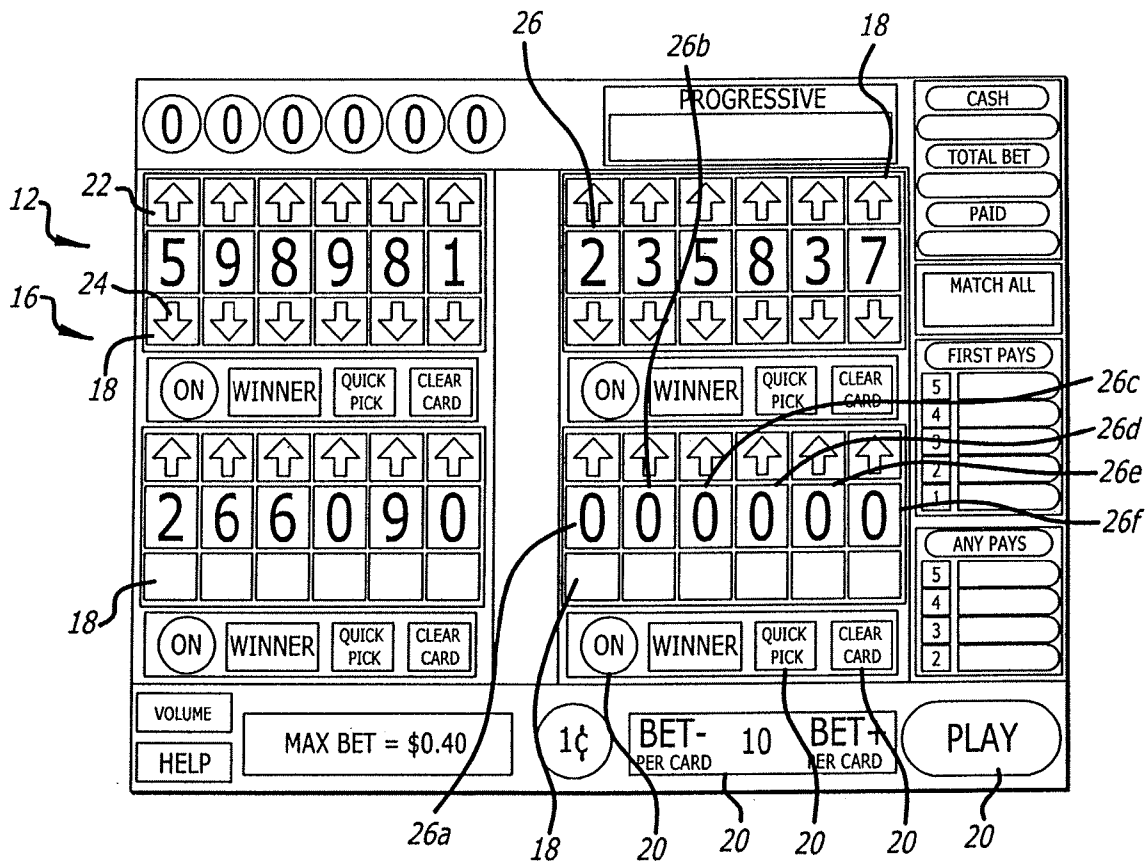 26
26b
18
0 0 0 0 0 0
PROGRESSIVE
CASH
TOTAL BET
PAID
12
22
5 9 8 9 8 1
2 3 5 8 3 7
MATCH ALL
16
24
18
ON WINNER QUICK PICK CLEAR CARD
ON WINNER QUICK PICK CLEAR CARD
FIRST PAYS
5
4
3
2
1
26c
26d
26e
26f
2 6 6 0 9 0
0 0 0 0 0 0
18
ANY PAYS
5
4
3
2
ON WINNER QUICK PICK CLEAR CARD
ON WINNER QUICK PICK CLEAR CARD
VOLUME
HELP
MAX BET = $0.40
1¢
BET- 10 BET+
PER CARD PER CARD
PLAY
26a
18
20
20
20
20
20